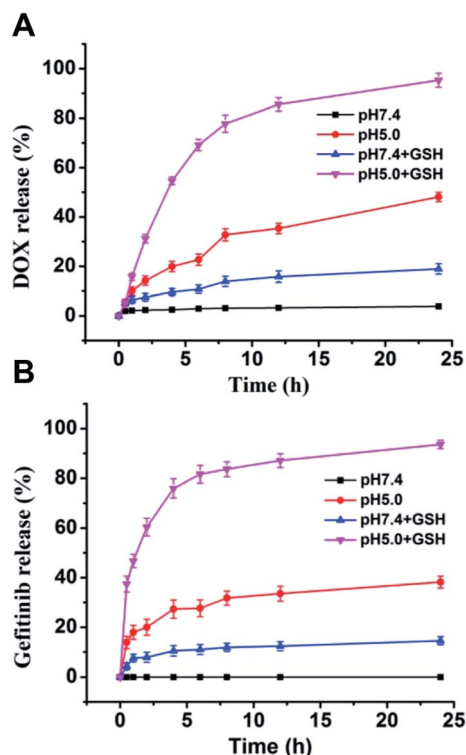 A
100
80
60
40
20
0
DOX release (%)
pH7.4
pH5.0
pH7.4+GSH
pH5.0+GSH
0 5 10 15 20 25
Time (h)
B
100
80
60
40
20
0
Gefitinib release (%)
pH7.4
pH5.0
pH7.4+GSH
pH5.0+GSH
0 5 10 15 20 25
Time (h)